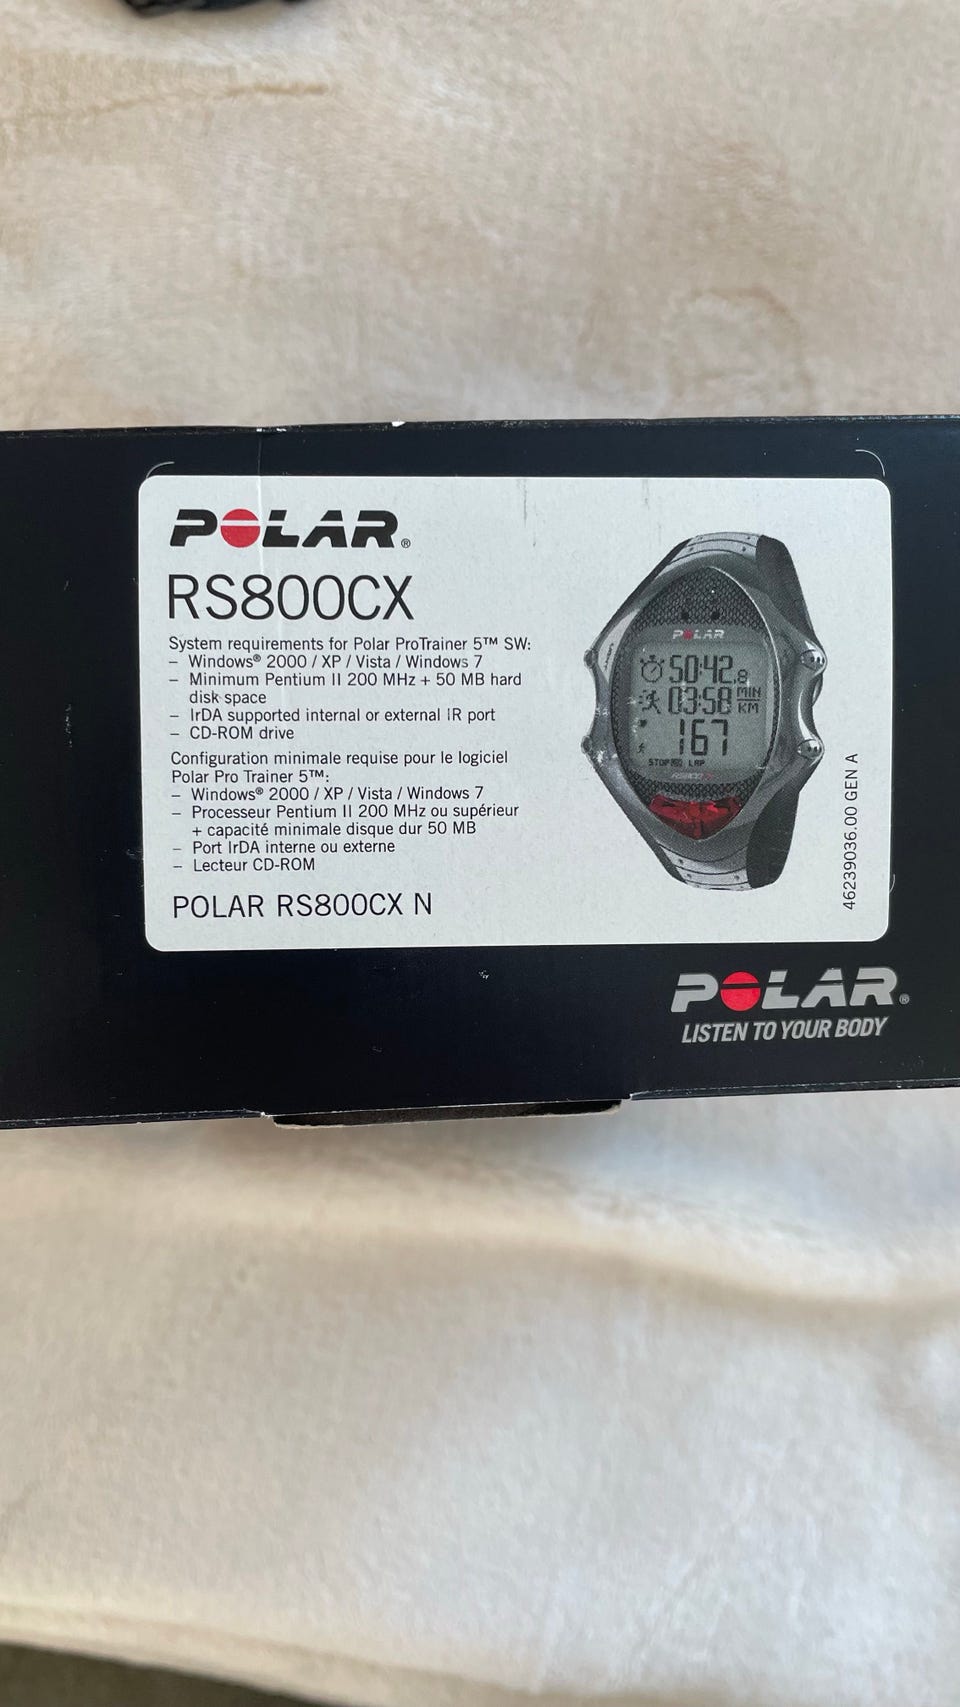 POLAR®
RS800CX
System requirements for Polar ProTrainer 5™ SW:
– Windows® 2000 / XP / Vista / Windows 7
– Minimum Pentium II 200 MHz + 50 MB hard
disk space
– IrDA supported internal or external IR port
– CD-ROM drive
Configuration minimale requise pour le logiciel
Polar Pro Trainer 5™:
– Windows® 2000 / XP / Vista / Windows 7
– Processeur Pentium II 200 MHz ou supérieur
+ capacité minimale disque dur 50 MB
– Port IrDA interne ou externe
– Lecteur CD-ROM
POLAR RS800CX N
POLAR
50:42.8
03:58 MIN
KM
167
STOP LAP
46239036.00 GEN A
POLAR®
LISTEN TO YOUR BODY